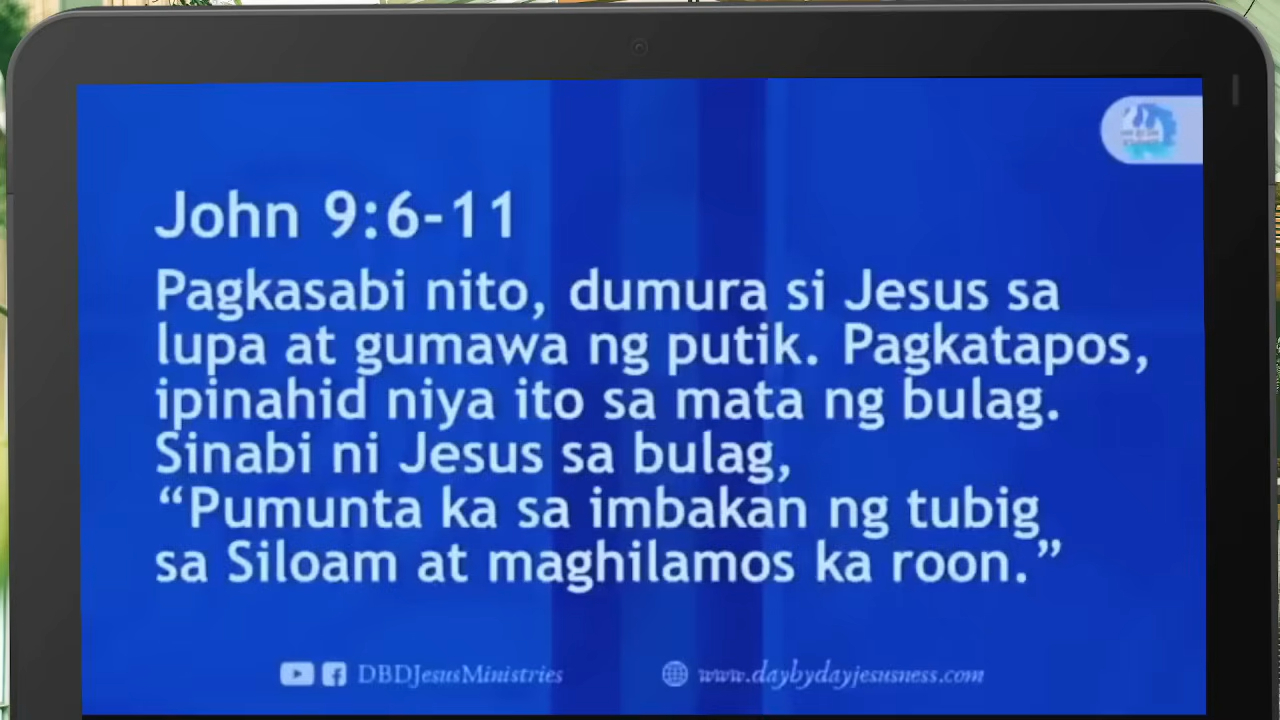 John 9:6-11
Pagkasabi nito, dumura si Jesus sa
lupa at gumawa ng putik. Pagkatapos,
ipinahid niya ito sa mata ng bulag.
Sinabi ni Jesus sa bulag,
“Pumunta ka sa imbakan ng tubig
sa Siloam at maghilamos ka roon.”
DBDJesusMinistries
www.daybydayjesusness.com